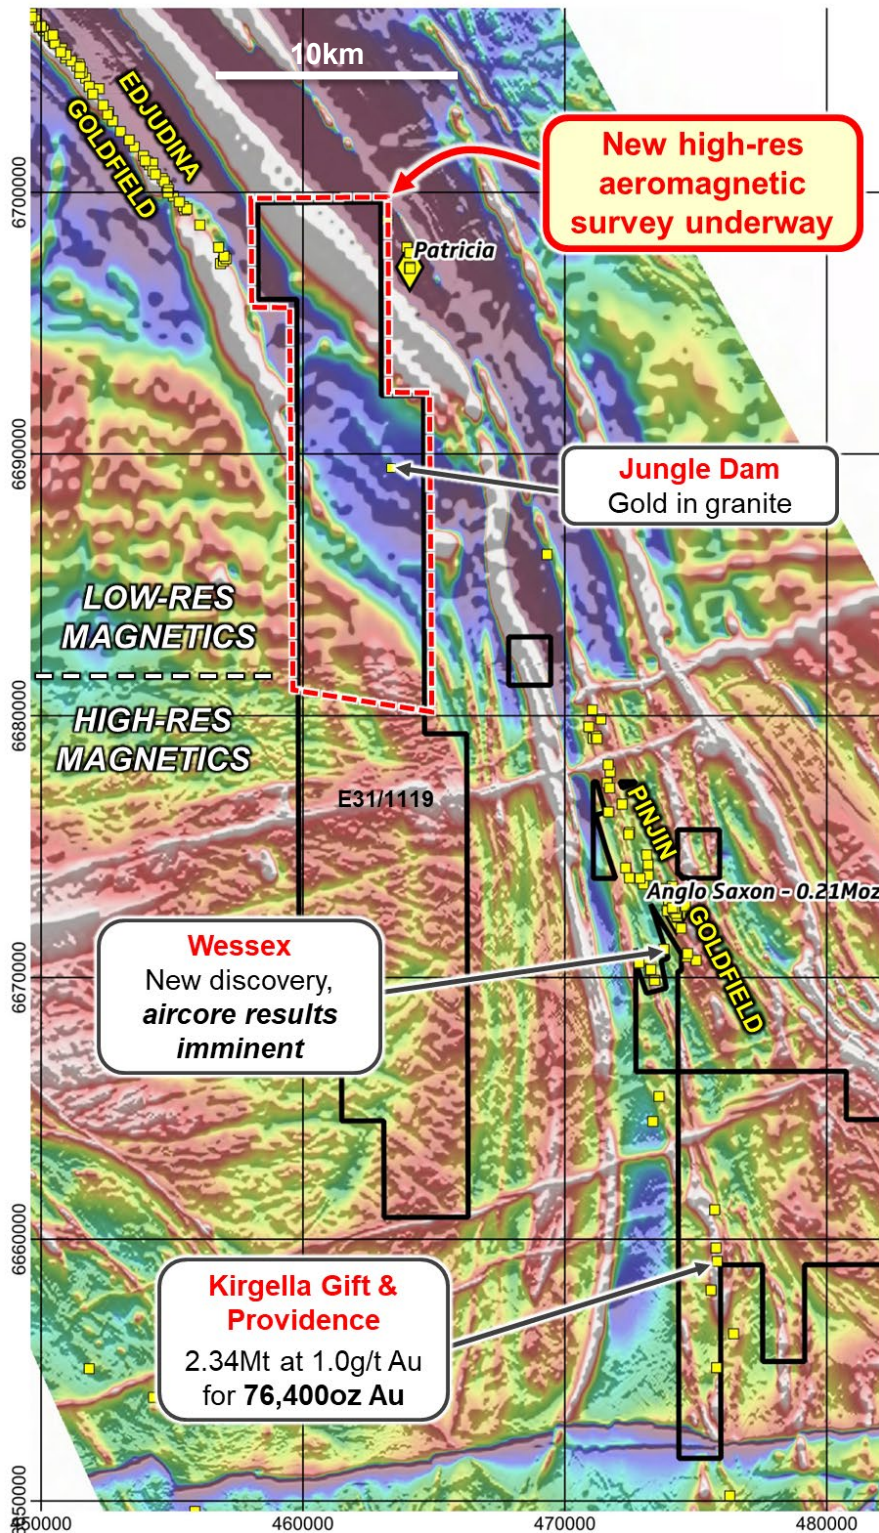 10km
EDJUDINA
GOLDFIELD
New high-res
aeromagnetic
survey underway
6700000
Patricia
Jungle Dam
Gold in granite
6690000
LOW-RES
MAGNETICS
6680000
HIGH-RES
MAGNETICS
E31/1119
PINJIN
GOLDFIELD
Anglo Saxon - 0.21Moz
Wessex
New discovery,
aircore results
imminent
6670000
6660000
Kirgella Gift &
Providence
2.34Mt at 1.0g/t Au
for 76,400oz Au
6650000
450000
460000
470000
480000